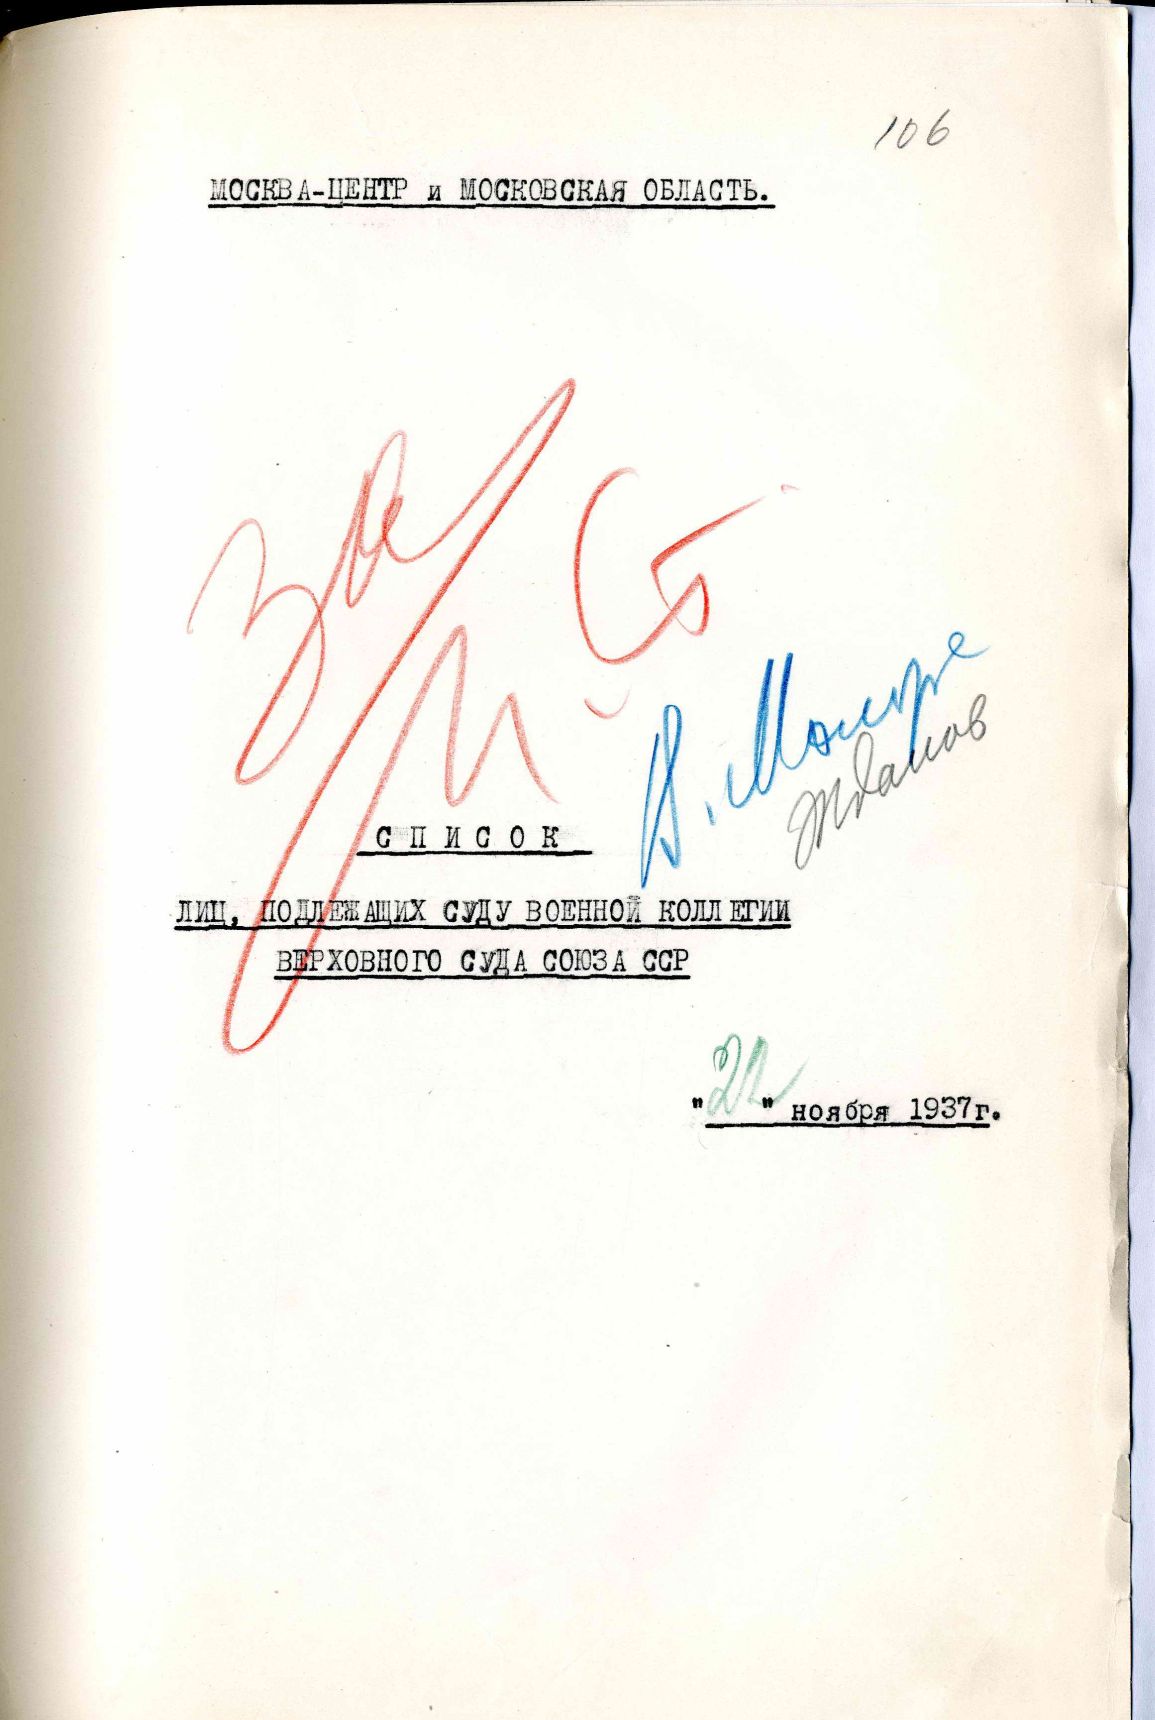 106
МОСКВА-ЦЕНТР и МОСКОВСКАЯ ОБЛАСТЬ.
За
И. Ст
В. Молотов
Жданов
СПИСОК
ЛИЦ, ПОДЛЕЖАЩИХ СУДУ ВОЕННОЙ КОЛЛЕГИИ
ВЕРХОВНОГО СУДА СОЮЗА ССР
"22" ноября 1937г.